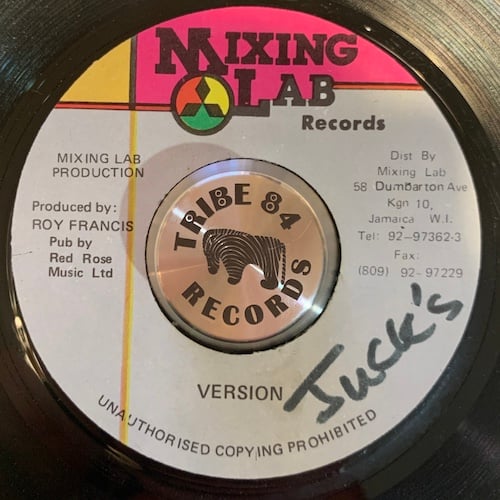 MIXING
LAB
Records
MIXING LAB
PRODUCTION
Produced by:
ROY FRANCIS
Pub by
Red Rose
Music Ltd
Dist By
Mixing Lab
58 Dumbarton Ave
Kgn 10,
Jamaica W.I.
Tel: 92-97362-3
Fax:
(809) 92-97229
TRIBE 84
RECORDS
VERSION
Juck's
UNAUTHORISED COPYING PROHIBITED